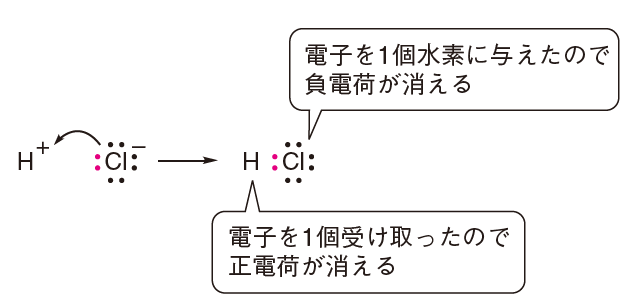 電子を1個水素に与えたので
負電荷が消える
H+ :Cl:− → H :Cl:
電子を1個受け取ったので
正電荷が消える